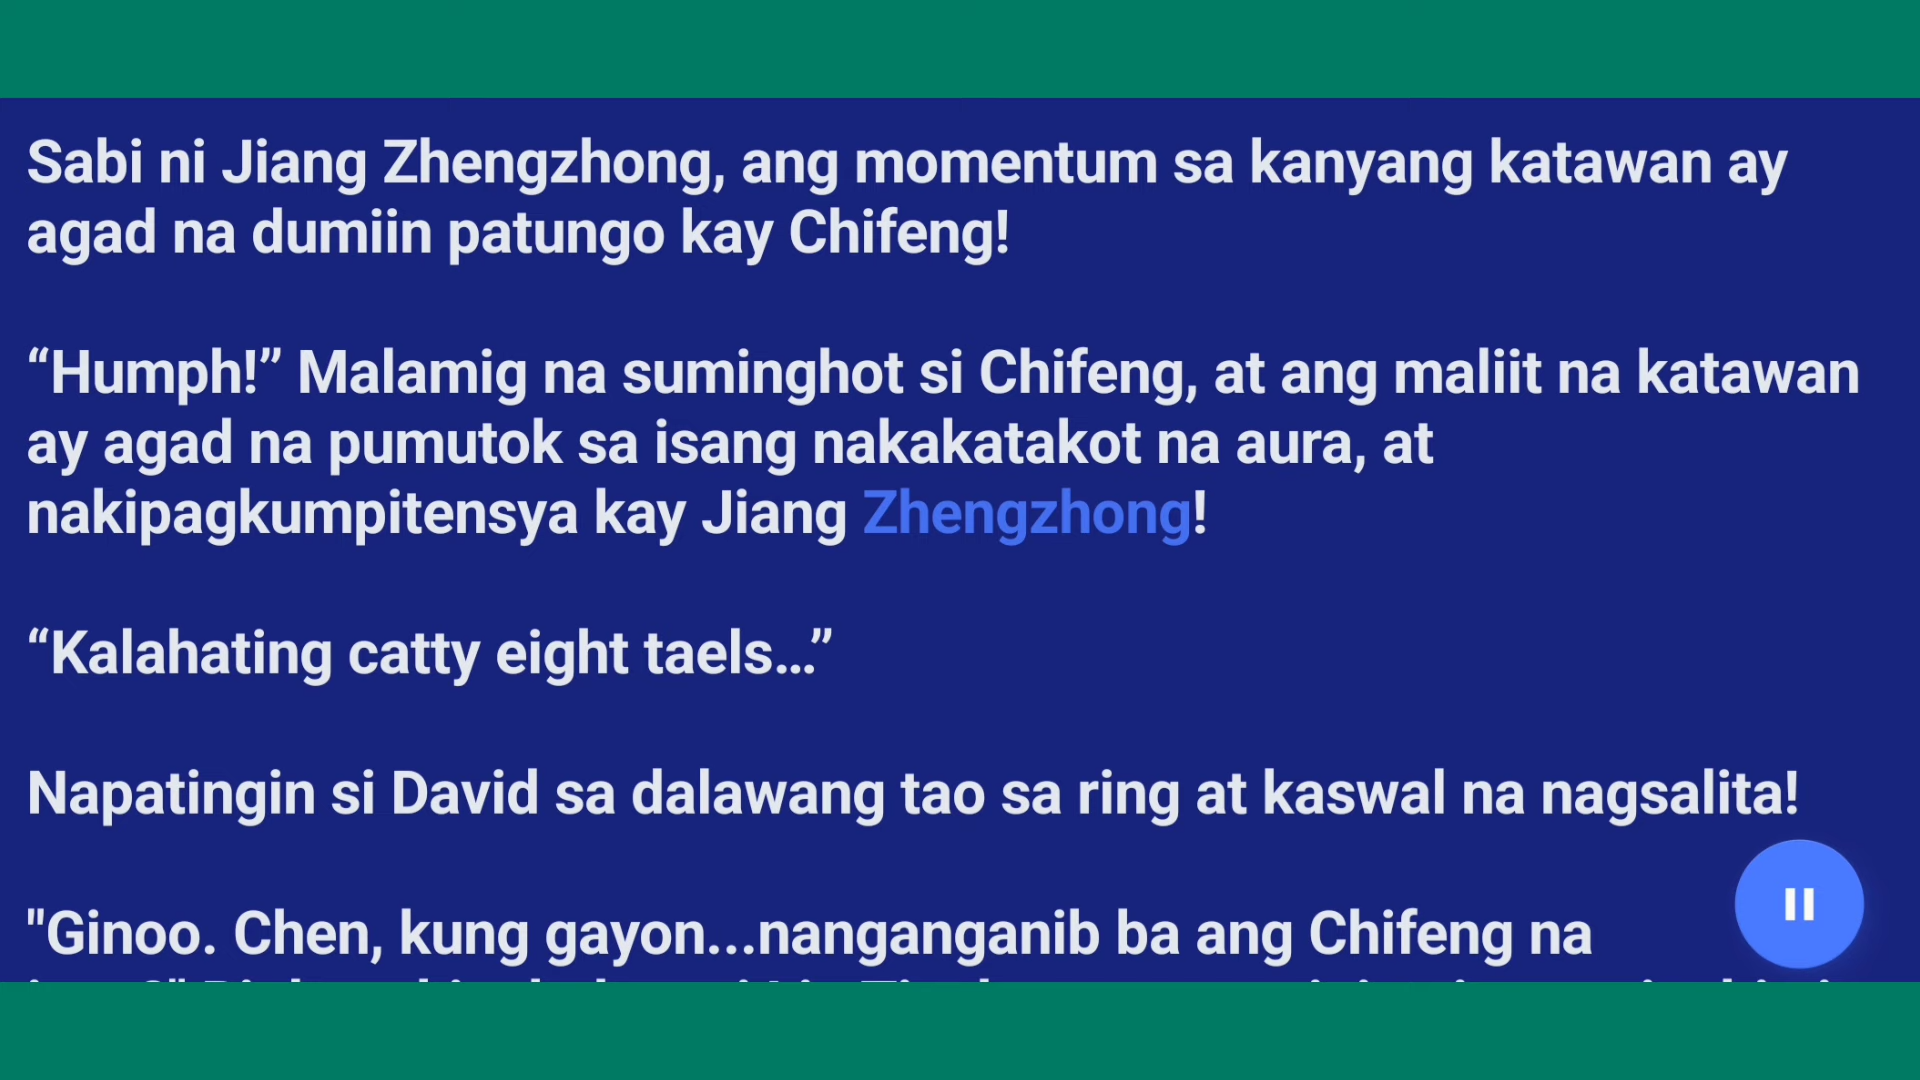 Sabi ni Jiang Zhengzhong, ang momentum sa kanyang katawan ay
agad na dumiin patungo kay Chifeng!
“Humph!” Malamig na suminghot si Chifeng, at ang maliit na katawan
ay agad na pumutok sa isang nakakatakot na aura, at
nakipagkumpitensya kay Jiang Zhengzhong!
“Kalahating catty eight taels...”
Napatingin si David sa dalawang tao sa ring at kaswal na nagsalita!
"Ginoo. Chen, kung gayon...nanganganib ba ang Chifeng na